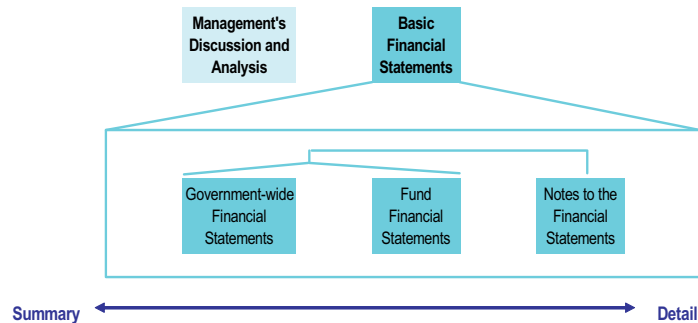 Management's
Discussion and
Analysis
Basic
Financial
Statements
Government-wide
Financial
Statements
Fund
Financial
Statements
Notes to the
Financial
Statements
Summary
Detail